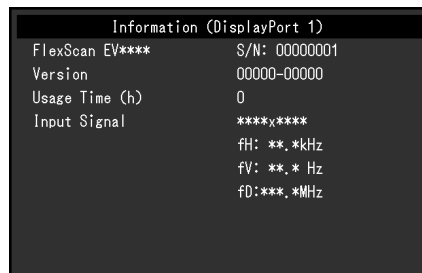 Information (DisplayPort 1)
FlexScan EV**** S/N: 00000001
Version 00000-00000
Usage Time (h) 0
Input Signal ****x****
fH: **.*kHz
fV: **.* Hz
fD:***.*MHz